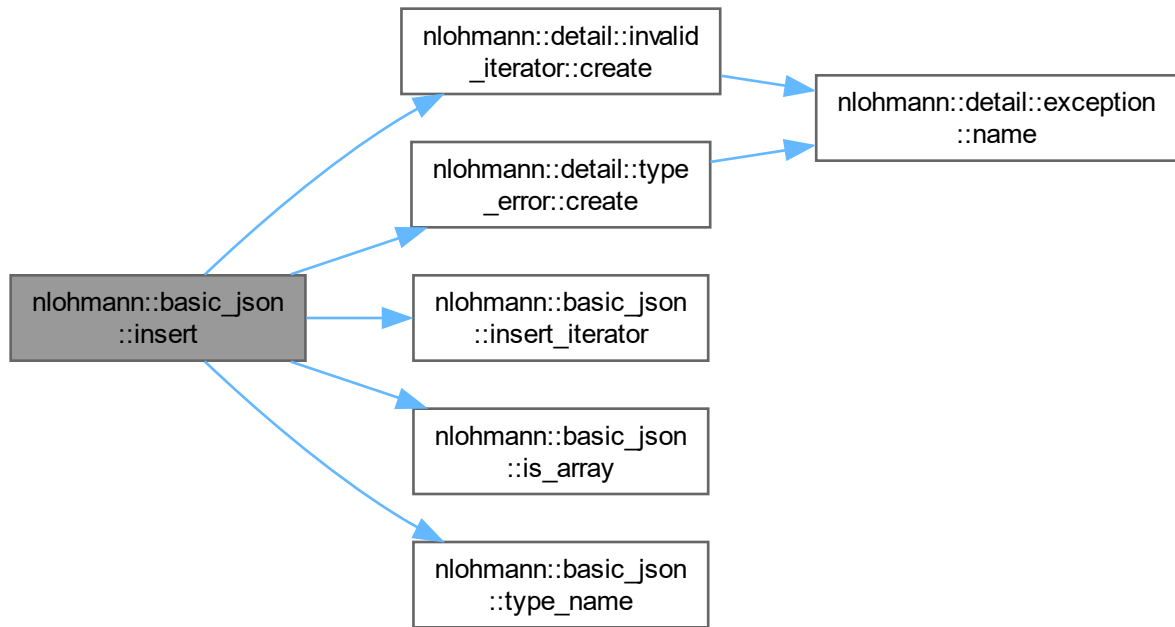 nlohmann::detail::invalid
_iterator::create
nlohmann::detail::exception
::name
nlohmann::detail::type
_error::create
nlohmann::basic_json
::insert
nlohmann::basic_json
::insert_iterator
nlohmann::basic_json
::is_array
nlohmann::basic_json
::type_name